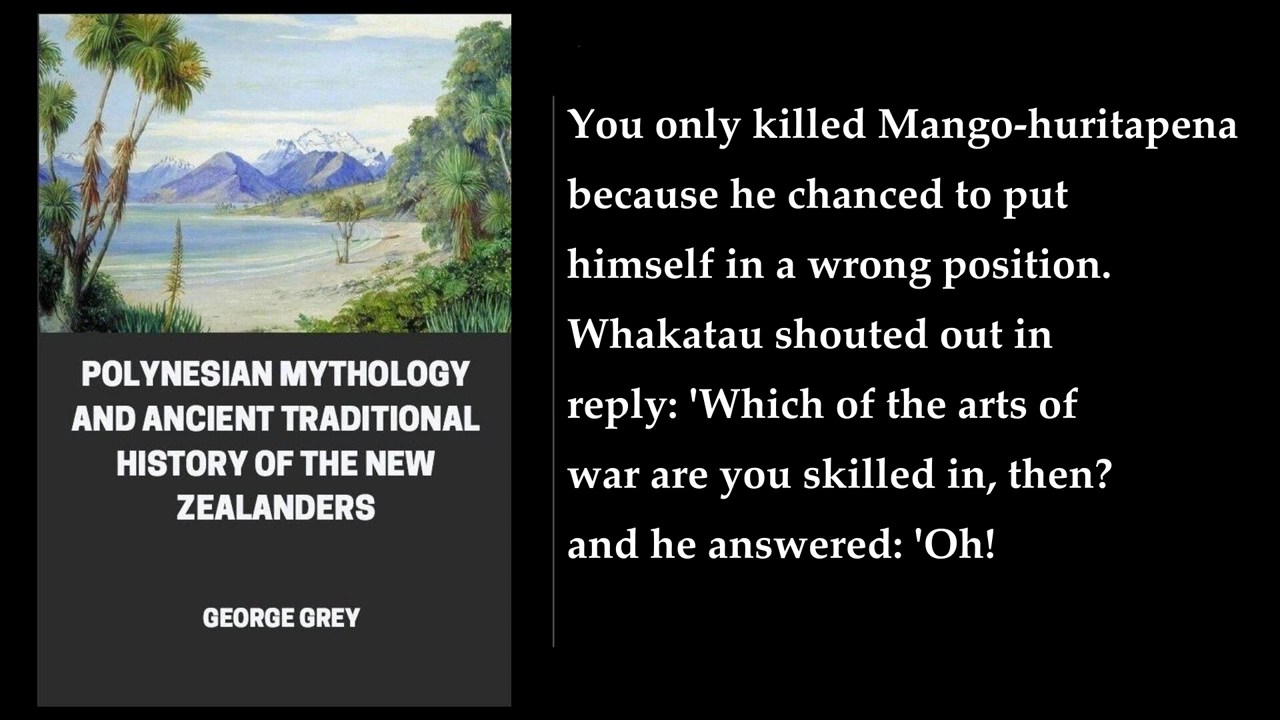 POLYNESIAN MYTHOLOGY
AND ANCIENT TRADITIONAL
HISTORY OF THE NEW
ZEALANDERS
GEORGE GREY
You only killed Mango-huritapena
because he chanced to put
himself in a wrong position.
Whakatau shouted out in
reply: 'Which of the arts of
war are you skilled in, then?
and he answered: 'Oh!